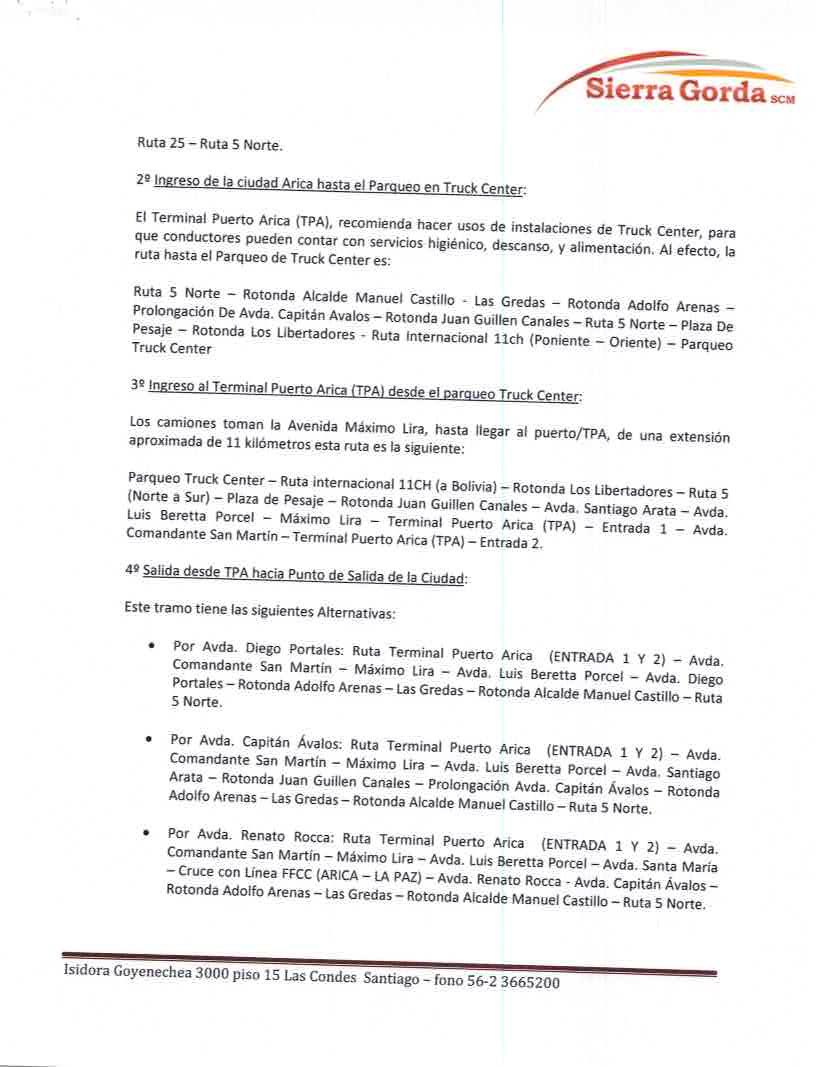 Sierra Gorda SCM
Ruta 25 – Ruta 5 Norte.
2º Ingreso de la ciudad Arica hasta el Parqueo en Truck Center:
El Terminal Puerto Arica (TPA), recomienda hacer usos de instalaciones de Truck Center, para
que conductores pueden contar con servicios higiénico, descanso, y alimentación. Al efecto, la
ruta hasta el Parqueo de Truck Center es:
Ruta 5 Norte – Rotonda Alcalde Manuel Castillo - Las Gredas – Rotonda Adolfo Arenas –
Prolongación De Avda. Capitán Avalos – Rotonda Juan Guillen Canales – Ruta 5 Norte – Plaza De
Pesaje – Rotonda Los Libertadores - Ruta Internacional 11ch (Poniente – Oriente) – Parqueo
Truck Center
3º Ingreso al Terminal Puerto Arica (TPA) desde el parqueo Truck Center:
Los camiones toman la Avenida Máximo Lira, hasta llegar al puerto/TPA, de una extensión
aproximada de 11 kilómetros esta ruta es la siguiente:
Parqueo Truck Center – Ruta internacional 11CH (a Bolivia) – Rotonda Los Libertadores – Ruta 5
(Norte a Sur) – Plaza de Pesaje – Rotonda Juan Guillen Canales – Avda. Santiago Arata – Avda.
Luis Beretta Porcel – Máximo Lira – Terminal Puerto Arica (TPA) – Entrada 1 – Avda.
Comandante San Martín – Terminal Puerto Arica (TPA) – Entrada 2.
4º Salida desde TPA hacia Punto de Salida de la Ciudad:
Este tramo tiene las siguientes Alternativas:
• Por Avda. Diego Portales: Ruta Terminal Puerto Arica (ENTRADA 1 Y 2) – Avda.
Comandante San Martín – Máximo Lira – Avda. Luis Beretta Porcel – Avda. Diego
Portales – Rotonda Adolfo Arenas – Las Gredas – Rotonda Alcalde Manuel Castillo – Ruta
5 Norte.
• Por Avda. Capitán Ávalos: Ruta Terminal Puerto Arica (ENTRADA 1 Y 2) – Avda.
Comandante San Martín – Máximo Lira – Avda. Luis Beretta Porcel – Avda. Santiago
Arata – Rotonda Juan Guillen Canales – Prolongación Avda. Capitán Ávalos – Rotonda
Adolfo Arenas – Las Gredas – Rotonda Alcalde Manuel Castillo – Ruta 5 Norte.
• Por Avda. Renato Rocca: Ruta Terminal Puerto Arica (ENTRADA 1 Y 2) – Avda.
Comandante San Martín – Máximo Lira – Avda. Luis Beretta Porcel – Avda. Santa María
– Cruce con Línea FFCC (ARICA – LA PAZ) – Avda. Renato Rocca - Avda. Capitán Ávalos –
Rotonda Adolfo Arenas – Las Gredas – Rotonda Alcalde Manuel Castillo – Ruta 5 Norte.
Isidora Goyenechea 3000 piso 15 Las Condes Santiago – fono 56-2 3665200